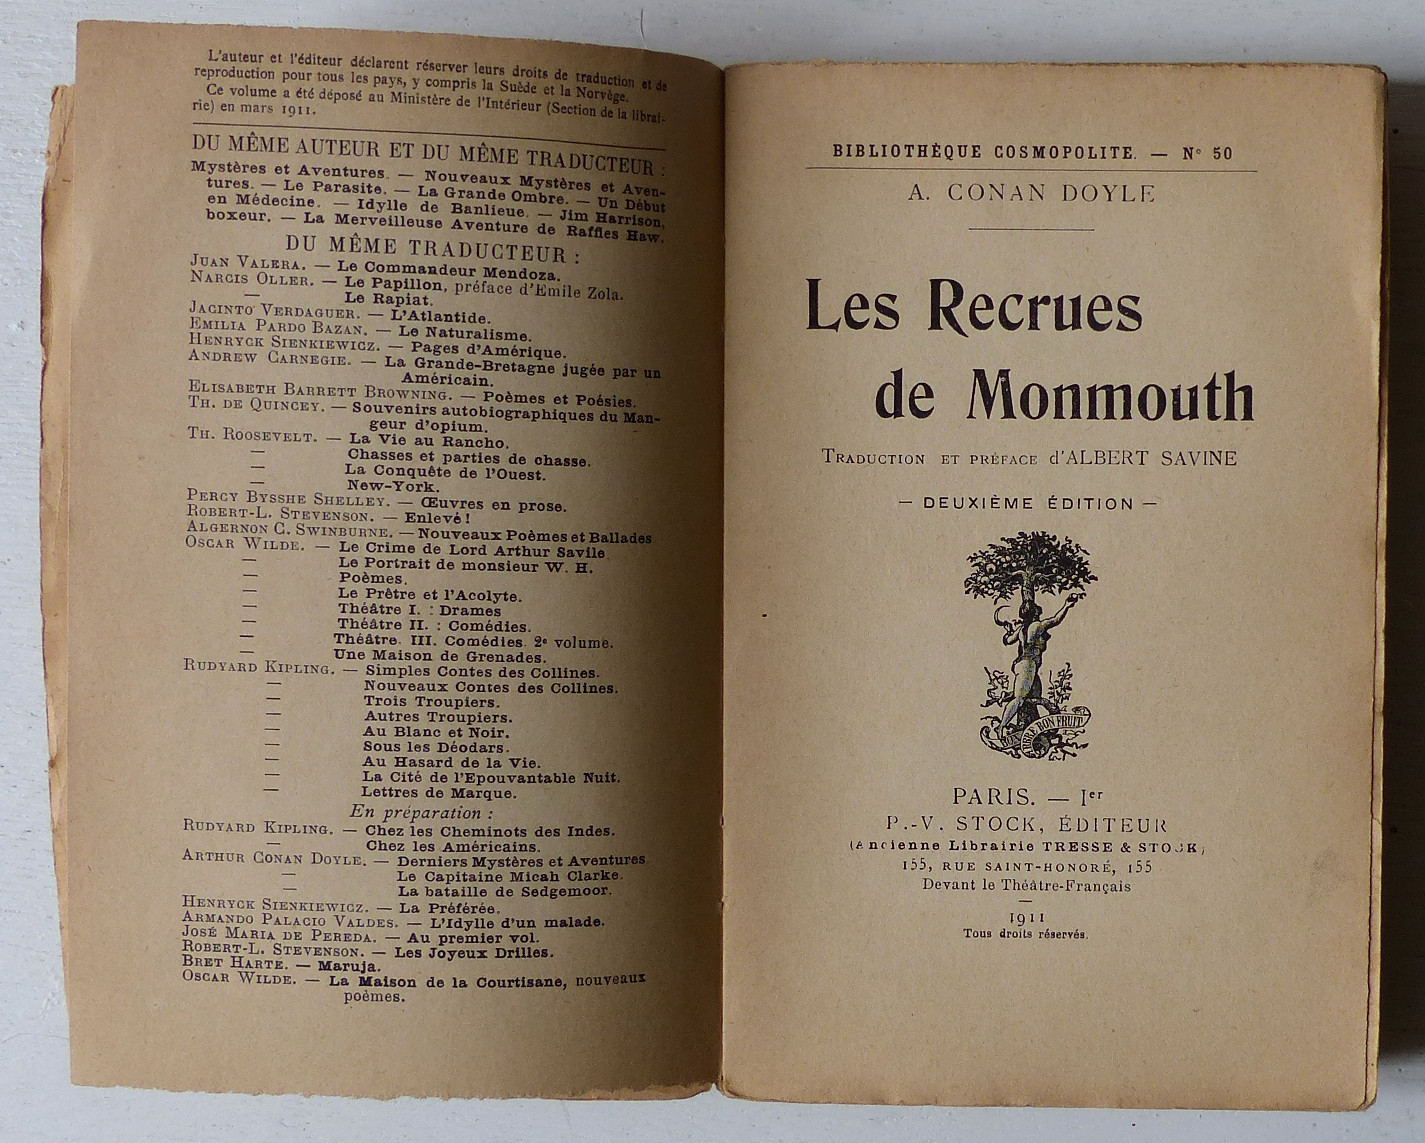 L'auteur et l'éditeur déclarent réserver leurs droits de traduction et de
reproduction pour tous les pays, y compris la Suède et la Norvège.
Ce volume a été déposé au Ministère de l'Intérieur (Section de la librai-
rie) en mars 1911.
DU MÊME AUTEUR ET DU MÊME TRADUCTEUR :
Mystères et Aventures. — Nouveaux Mystères et Aven-
tures. — Le Parasite. — La Grande Ombre. — Un Début
en Médecine. — Idylle de Banlieue. — Jim Harrison,
boxeur. — La Merveilleuse Aventure de Raffles Haw.
DU MÊME TRADUCTEUR :
JUAN VALERA. — Le Commandeur Mendoza.
NARCIS OLLER. — Le Papillon, préface d'Emile Zola.
— Le Rapiat.
JACINTO VERDAGUER. — L'Atlantide.
EMILIA PARDO BAZAN. — Le Naturalisme.
HENRYCK SIENKIEWICZ. — Pages d'Amérique.
ANDREW CARNEGIE. — La Grande-Bretagne jugée par un
Américain.
ELISABETH BARRETT BROWNING. — Poèmes et Poésies.
TH. DE QUINCEY. — Souvenirs autobiographiques du Man-
geur d'opium.
TH. ROOSEVELT. — La Vie au Rancho.
— Chasses et parties de chasse.
— La Conquête de l'Ouest.
— New-York.
PERCY BYSSHE SHELLEY. — Œuvres en prose.
ROBERT-L. STEVENSON. — Enlevé !
ALGERNON C. SWINBURNE. — Nouveaux Poèmes et Ballades
OSCAR WILDE. — Le Crime de Lord Arthur Savile
— Le Portrait de monsieur W. H.
— Poèmes.
— Le Prêtre et l'Acolyte.
— Théâtre I. : Drames
— Théâtre II. : Comédies.
— Théâtre. III. Comédies. 2e volume.
— Une Maison de Grenades.
RUDYARD KIPLING. — Simples Contes des Collines.
— Nouveaux Contes des Collines.
— Trois Troupiers.
— Autres Troupiers.
— Au Blanc et Noir.
— Sous les Déodars.
— Au Hasard de la Vie.
— La Cité de l'Epouvantable Nuit.
— Lettres de Marque.
En préparation :
RUDYARD KIPLING. — Chez les Cheminots des Indes.
— Chez les Américains.
ARTHUR CONAN DOYLE. — Derniers Mystères et Aventures
— Le Capitaine Micah Clarke.
— La bataille de Sedgemoor.
HENRYCK SIENKIEWICZ. — La Préférée.
ARMANDO PALACIO VALDES. — L'Idylle d'un malade.
JOSÉ MARIA DE PEREDA. — Au premier vol.
ROBERT-L. STEVENSON. — Les Joyeux Drilles.
BRET HARTE. — Maruja.
OSCAR WILDE. — La Maison de la Courtisane, nouveaux
poèmes.
BIBLIOTHÈQUE COSMOPOLITE. — N° 50
A. CONAN DOYLE
Les Recrues
de Monmouth
TRADUCTION ET PRÉFACE d'ALBERT SAVINE
— DEUXIÈME ÉDITION —
BON FRUIT
PARIS. — Ier
P.-V. STOCK, ÉDITEUR
(Ancienne Librairie TRESSE & STOCK)
155, RUE SAINT-HONORÉ, 155
Devant le Théâtre-Français
1911
Tous droits réservés.